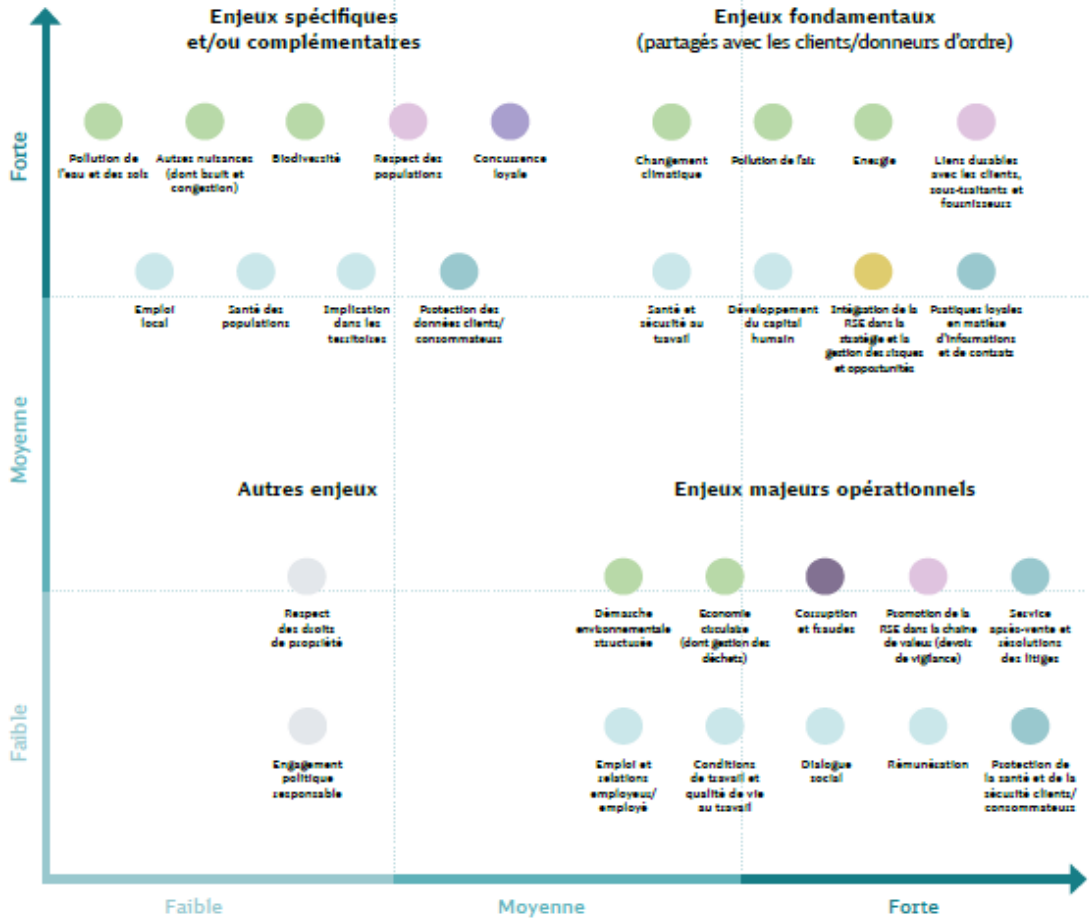 Enjeux spécifiques
et/ou complémentaires
Enjeux fondamentaux
(partagés avec les clients/donneurs d'ordre)
Forte
Pollution de
l'eau et des sols
Autres nuisances
(dont bruit et
congestion)
Biodiversité
Respect des
populations
Concurrence
loyale
Changement
climatique
Pollution de l'air
Energie
Liens durables
avec les clients,
sous-traitants et
fournisseurs
Emploi
local
Santé des
populations
Implication
dans les
territoires
Protection des
données clients/
consommateurs
Santé et
sécurité au
travail
Développement
du capital
humain
Intégration de la
RSE dans la
stratégie et la
gestion des risques
et opportunités
Pratiques loyales
en matière
d'informations
et de contrats
Moyenne
Autres enjeux
Enjeux majeurs opérationnels
Respect
des droits
de propriété
Démarche
environnementale
structurée
Economie
circulaire
(dont gestion des
déchets)
Corruption
et fraudes
Promotion de la
RSE dans la chaîne
de valeur (devoir
de vigilance)
Service
après-vente et
résolutions
des litiges
Faible
Engagement
politique
responsable
Emploi et
relations
employeur/
employé
Conditions
de travail et
qualité de vie
au travail
Dialogue
social
Rémunération
Protection de
la santé et de la
sécurité clients/
consommateurs
Faible
Moyenne
Forte